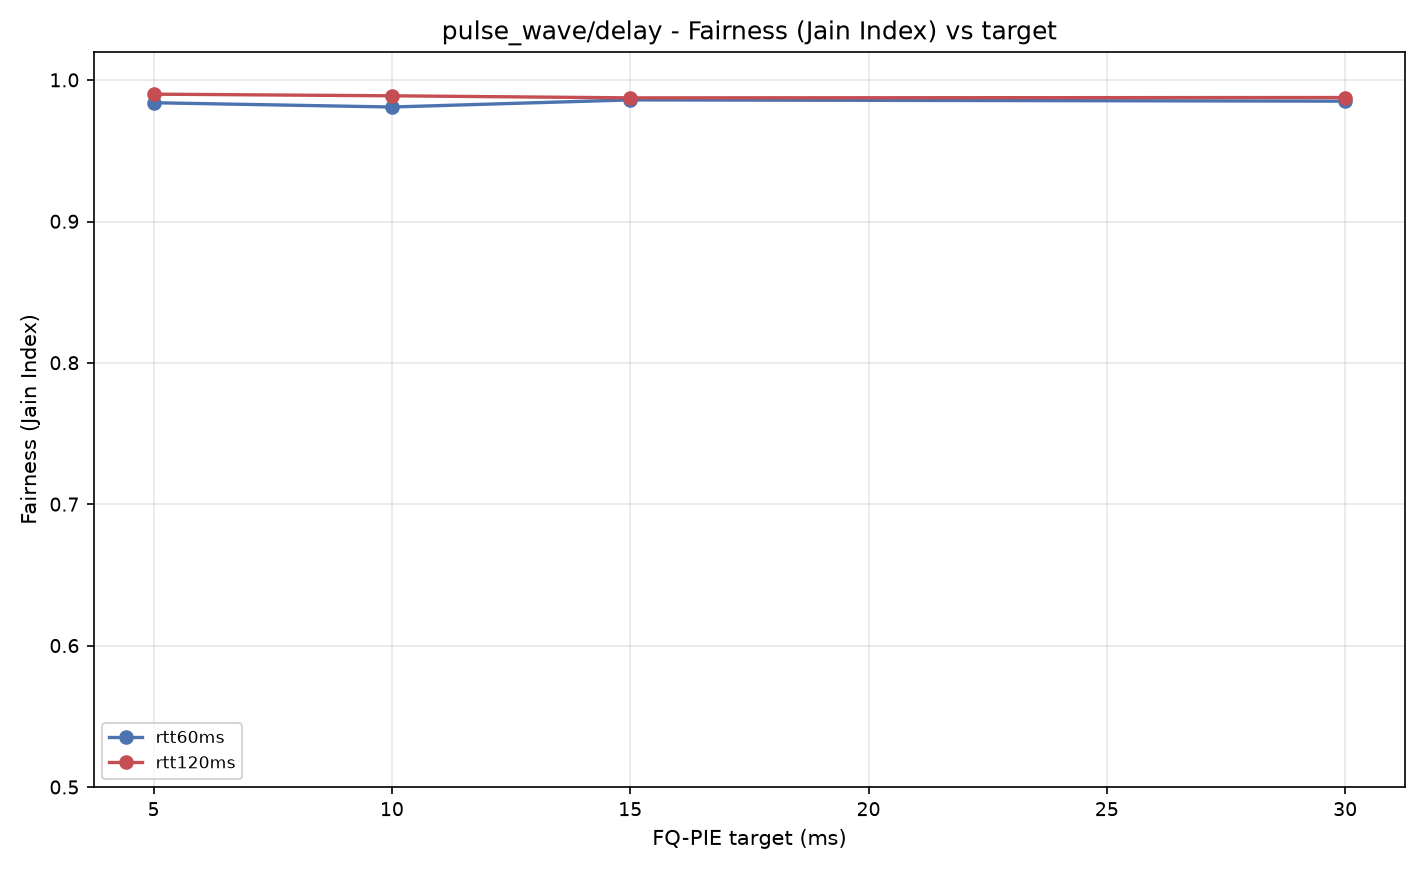 pulse_wave/delay - Fairness (Jain Index) vs target
Fairness (Jain Index)
1.0
0.9
0.8
0.7
0.6
0.5
rtt60ms
rtt120ms
5
10
15
20
25
30
FQ-PIE target (ms)